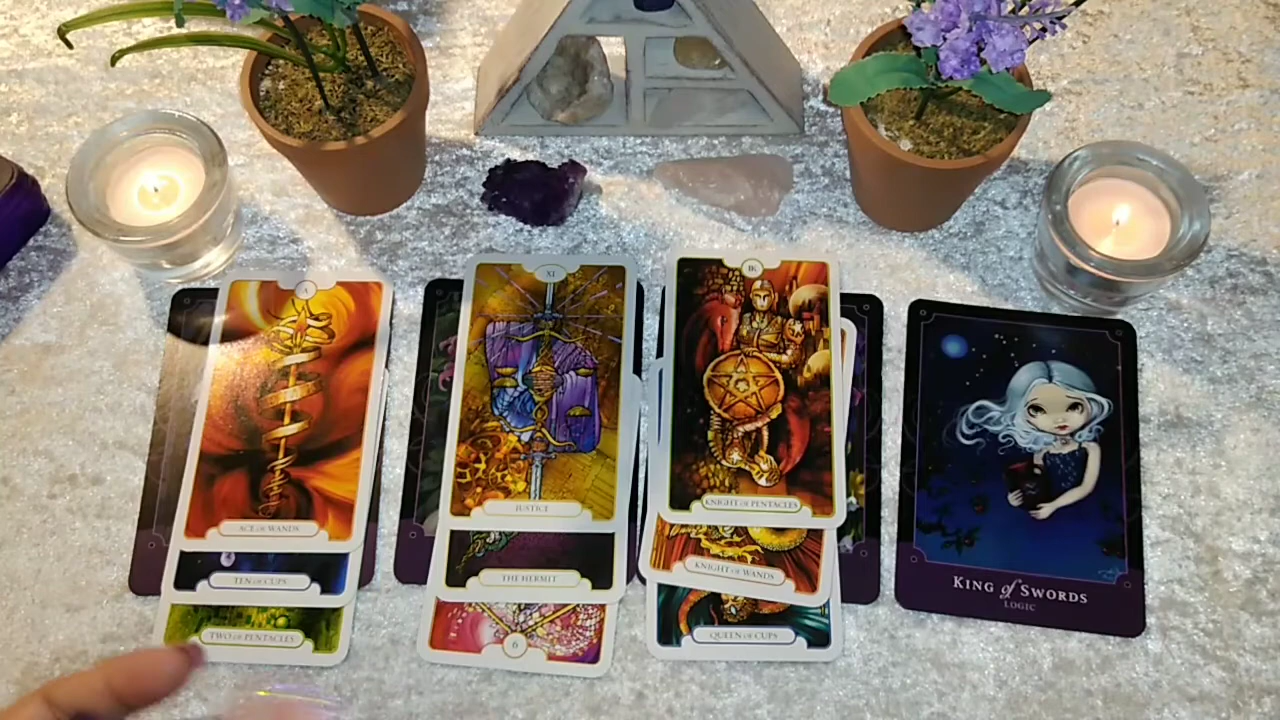 A
ACE OF WANDS
TEN OF CUPS
TWO OF PENTACLES
XI
JUSTICE
THE HERMIT
6
KNIGHT OF PENTACLES
KNIGHT OF WANDS
QUEEN OF CUPS
KING of SWORDS
LOGIC